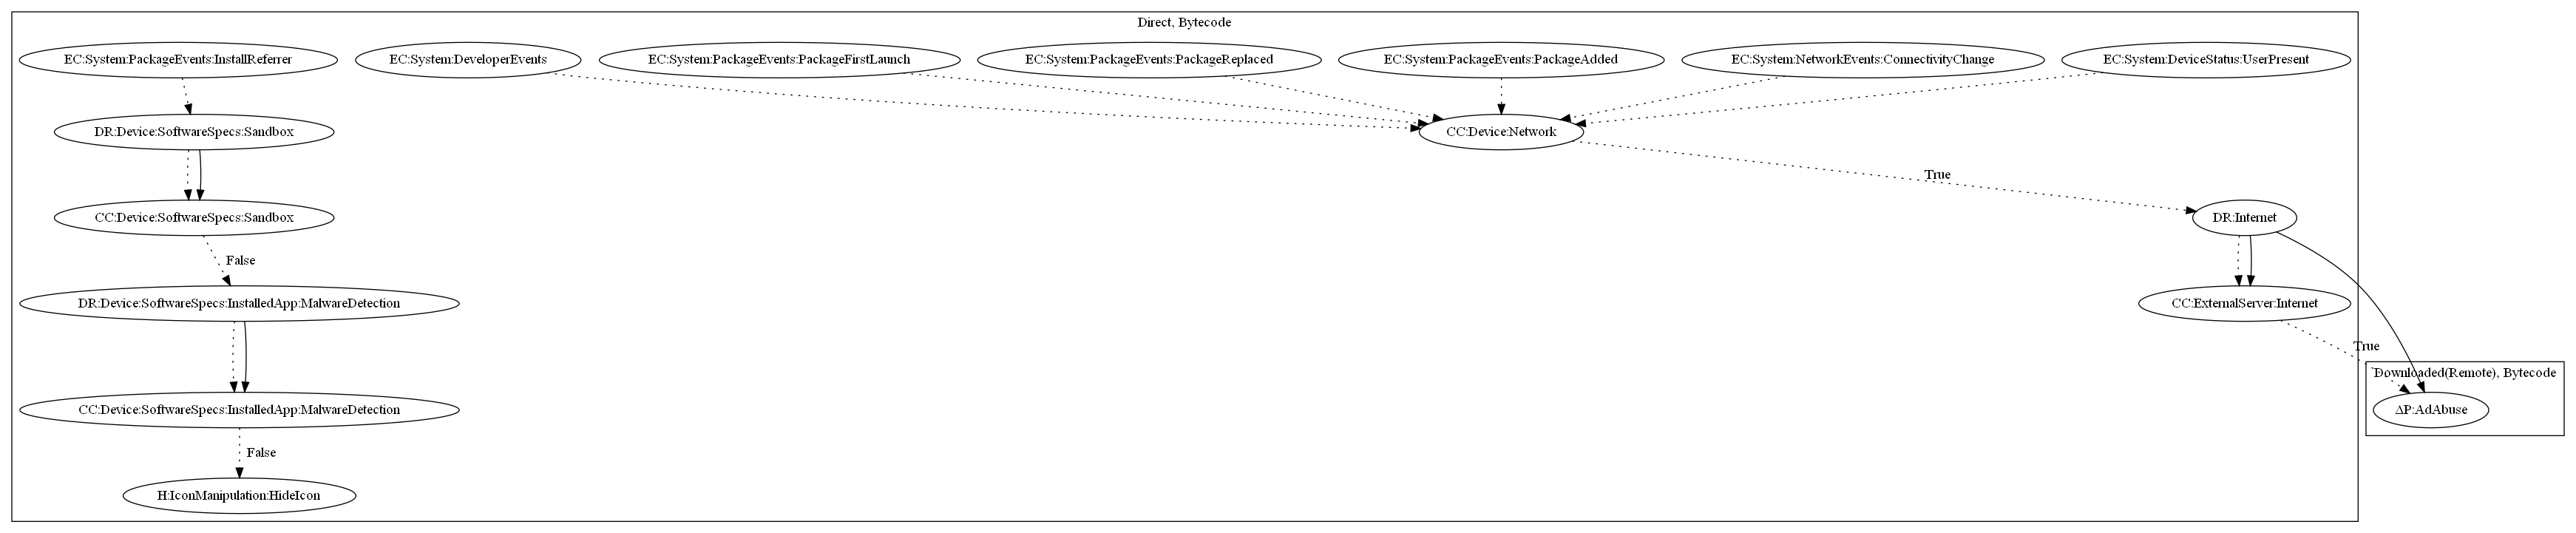 Direct, Bytecode
EC:System:PackageEvents:InstallReferrer
EC:System:DeveloperEvents
EC:System:PackageEvents:PackageFirstLaunch
EC:System:PackageEvents:PackageReplaced
EC:System:PackageEvents:PackageAdded
EC:System:NetworkEvents:ConnectivityChange
EC:System:DeviceStatus:UserPresent
DR:Device:SoftwareSpecs:Sandbox
CC:Device:Network
True
CC:Device:SoftwareSpecs:Sandbox
DR:Internet
False
DR:Device:SoftwareSpecs:InstalledApp:MalwareDetection
CC:ExternalServer:Internet
True
Downloaded(Remote), Bytecode
CC:Device:SoftwareSpecs:InstalledApp:MalwareDetection
ΔP:AdAbuse
False
H:IconManipulation:HideIcon